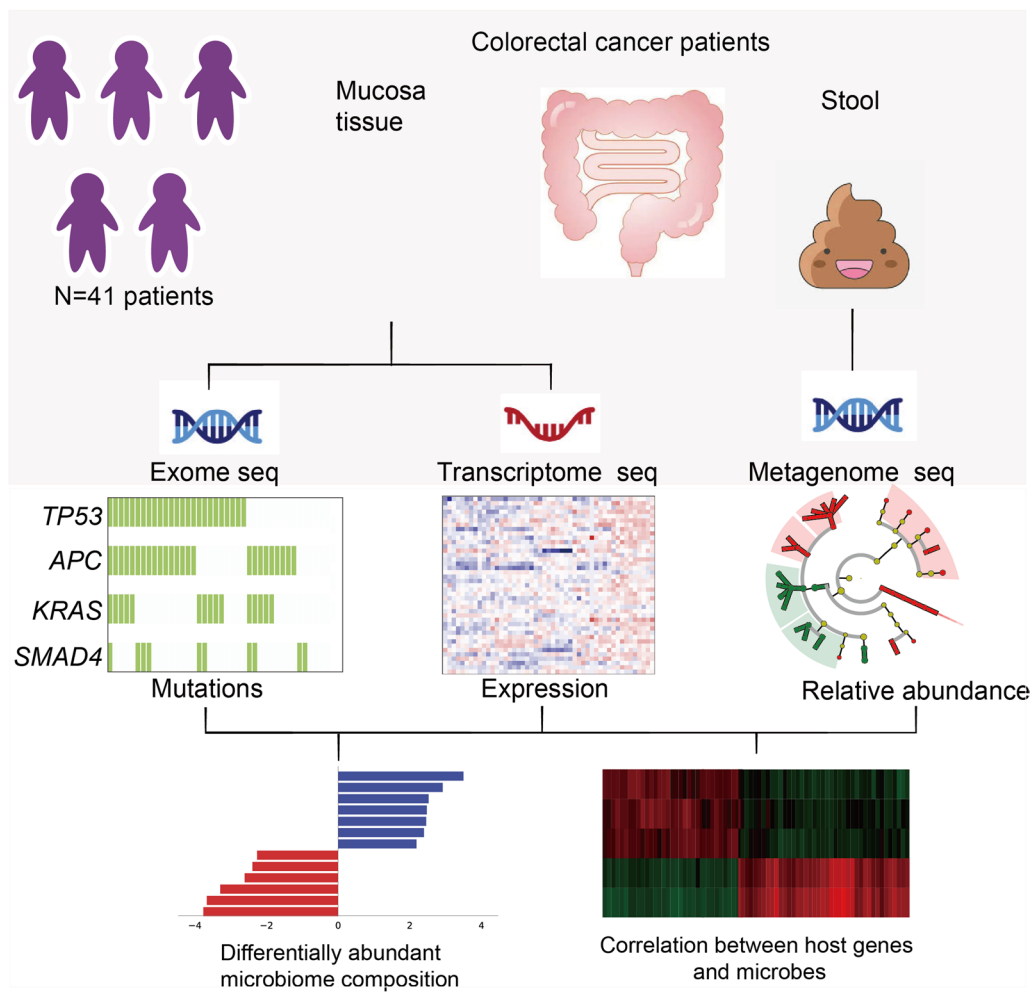 Colorectal cancer patients
Mucosa
tissue
Stool
N=41 patients
Exome seq
Transcriptome seq
Metagenome seq
TP53
APC
KRAS
SMAD4
Mutations
Expression
Relative abundance
−4
−2
0
2
4
Differentially abundant
microbiome composition
Correlation between host genes
and microbes